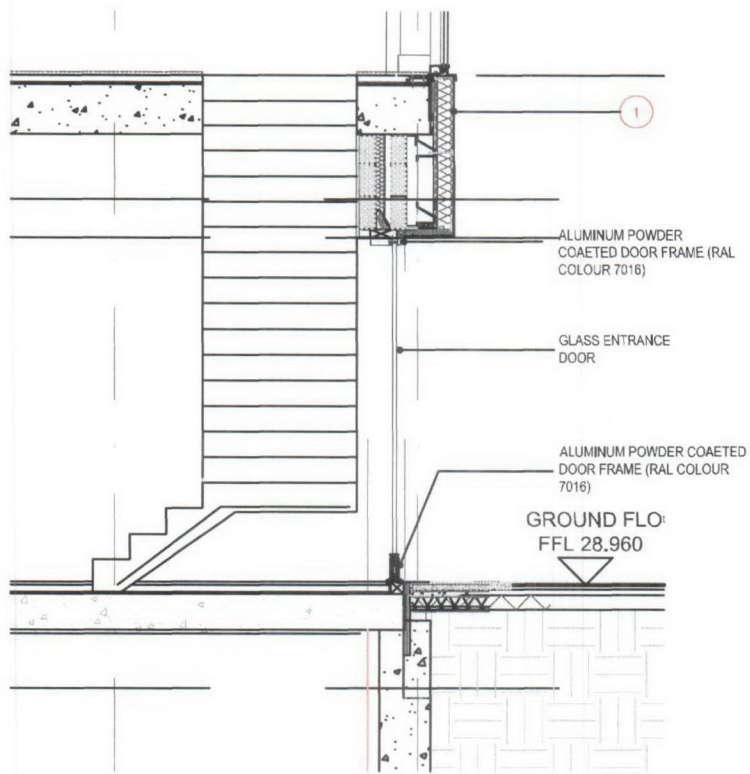 1
ALUMINUM POWDER
COAETED DOOR FRAME (RAL
COLOUR 7016)
GLASS ENTRANCE
DOOR
ALUMINUM POWDER COAETED
DOOR FRAME (RAL COLOUR
7016)
GROUND FLO
FFL 28.960